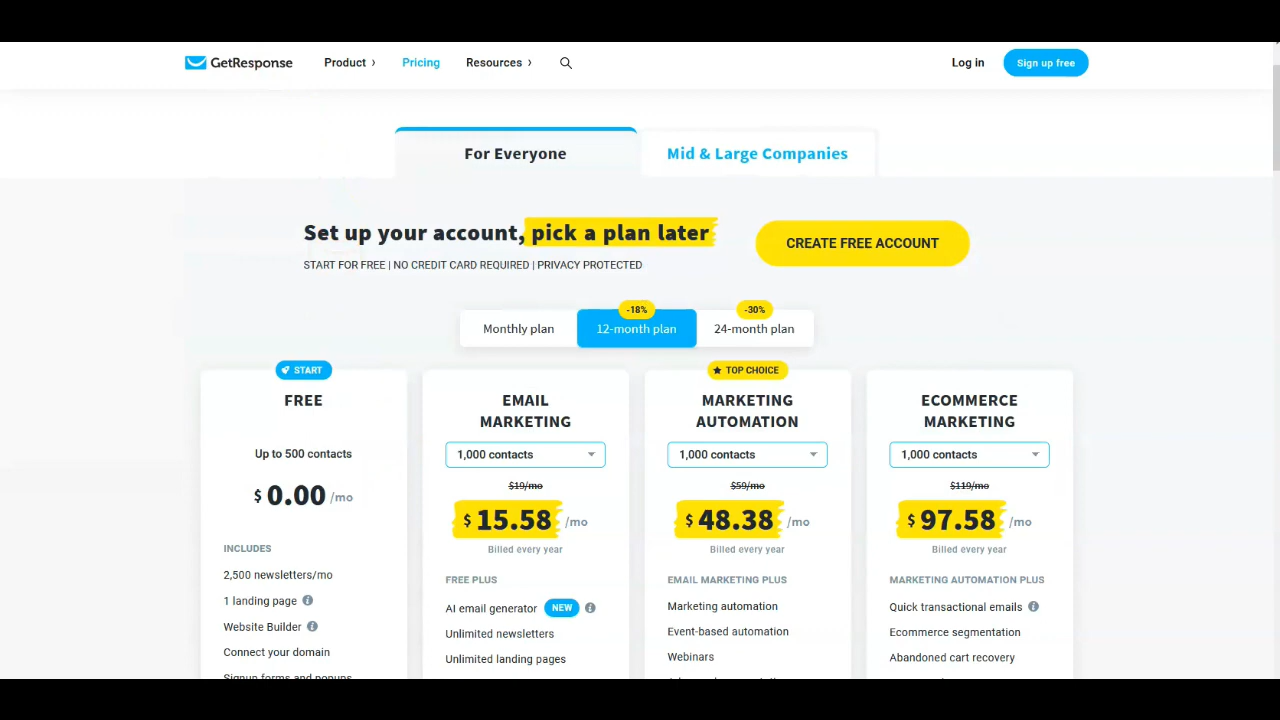 GetResponse
Product
Pricing
Resources
Log in
Sign up free
For Everyone
Mid & Large Companies
Set up your account, pick a plan later
START FOR FREE | NO CREDIT CARD REQUIRED | PRIVACY PROTECTED
CREATE FREE ACCOUNT
Monthly plan
-18%
12-month plan
-30%
24-month plan
START
FREE
Up to 500 contacts
$ 0.00 /mo
INCLUDES
2,500 newsletters/mo
1 landing page
Website Builder
Connect your domain
Signup forms and popups
EMAIL
MARKETING
1,000 contacts
$19/mo
$ 15.58 /mo
Billed every year
FREE PLUS
AI email generator NEW
Unlimited newsletters
Unlimited landing pages
TOP CHOICE
MARKETING
AUTOMATION
1,000 contacts
$59/mo
$ 48.38 /mo
Billed every year
EMAIL MARKETING PLUS
Marketing automation
Event-based automation
Webinars
ECOMMERCE
MARKETING
1,000 contacts
$119/mo
$ 97.58 /mo
Billed every year
MARKETING AUTOMATION PLUS
Quick transactional emails
Ecommerce segmentation
Abandoned cart recovery